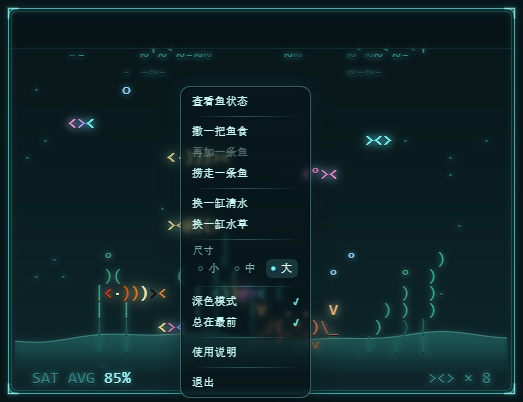 查看鱼状态
撒一把鱼食
再加一条鱼
捞走一条鱼
换一缸清水
换一缸水草
尺寸
小 中 大
深色模式 ✓
总在最前 ✓
使用说明
退出
SAT AVG 85%
><> × 8